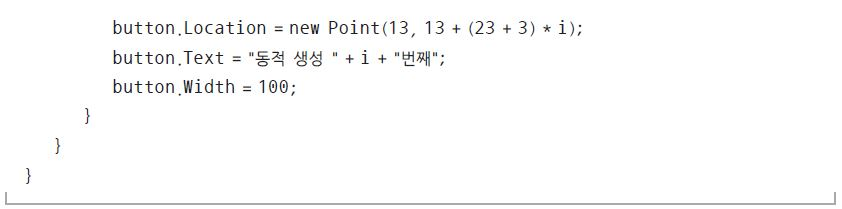 button.Location = new Point(13, 13 + (23 + 3) * i);
button.Text = "동적 생성 " + i + "번째";
button.Width = 100;
}
}
}